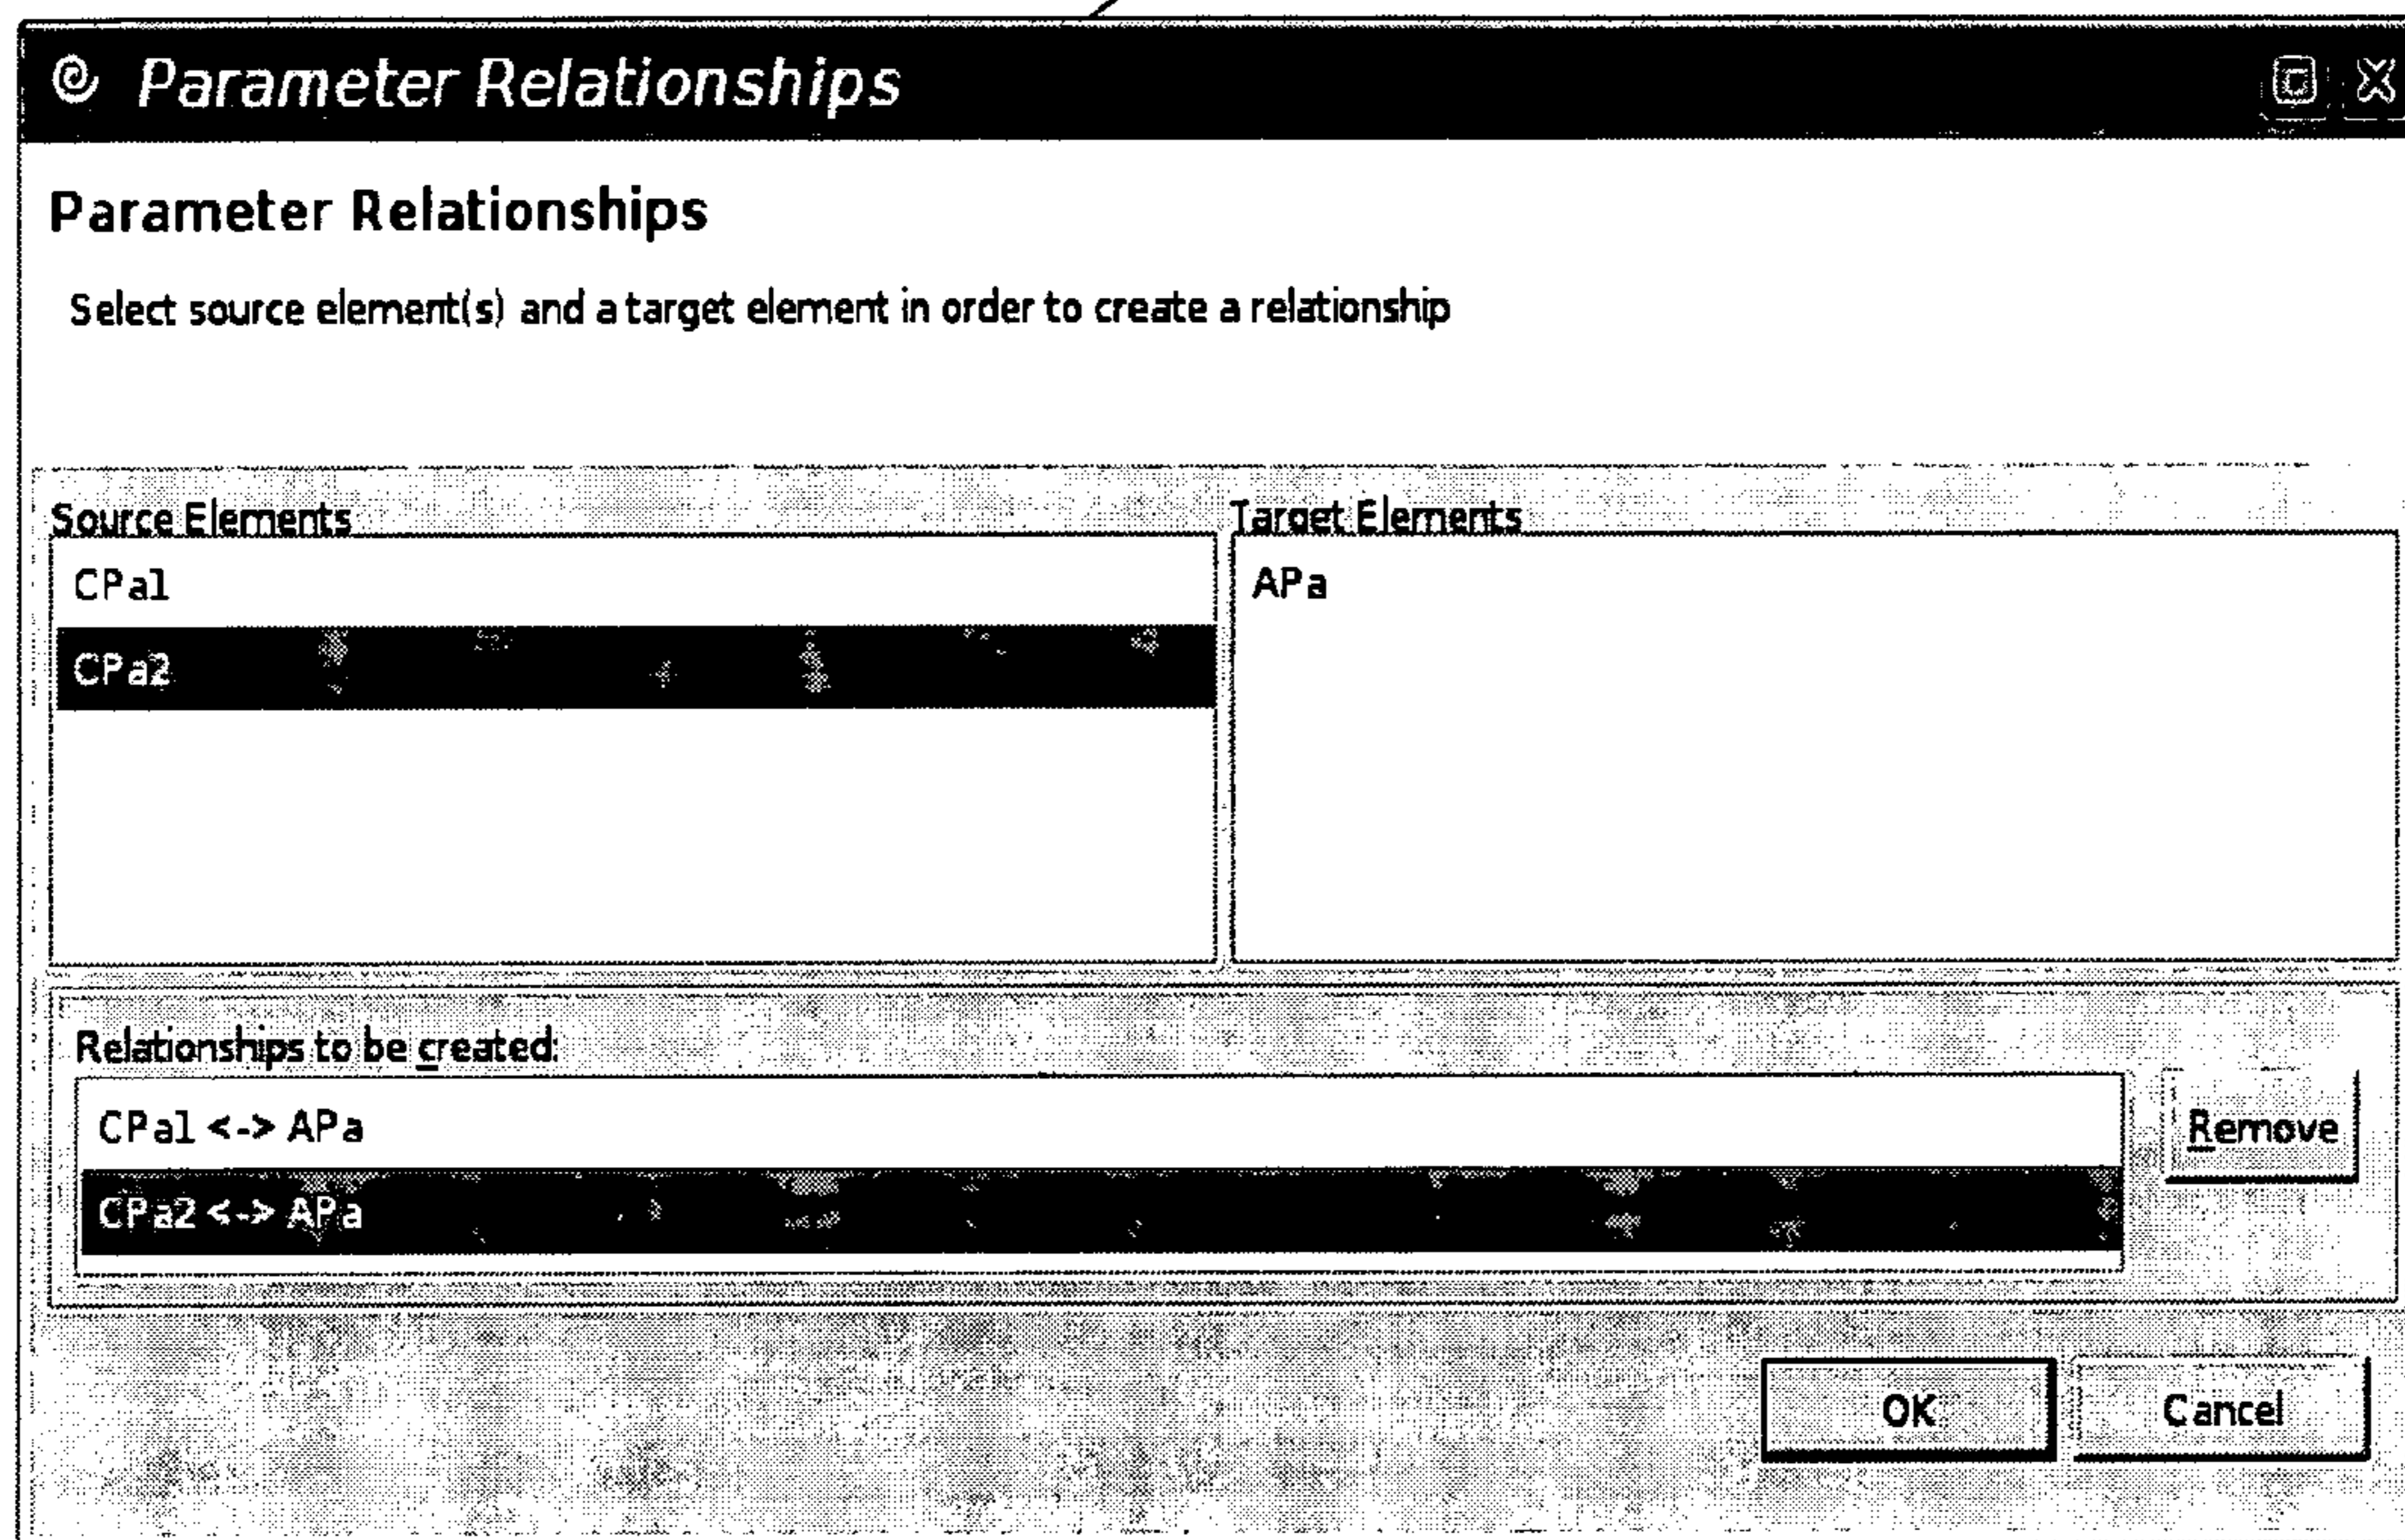 Parameter Relationships
Parameter Relationships
Select source element(s) and a target element in order to create a relationship
Source Elements
Target Elements
CPa1
APa
CPa2
Relationships to be created:
CPa1 <-> APa
Remove
CPa2 <-> APa
OK
Cancel